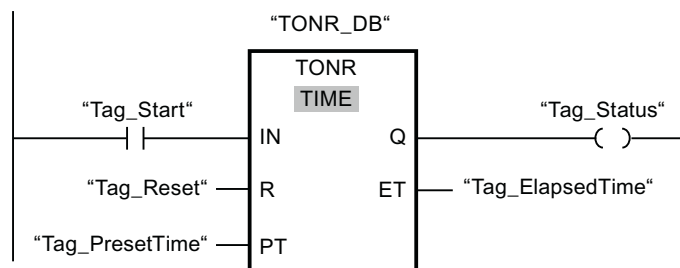 “TONR_DB“
TONR
TIME
“Tag_Start“
“Tag_Status“
IN
Q
“Tag_Reset“
R
ET
“Tag_ElapsedTime“
“Tag_PresetTime“
PT